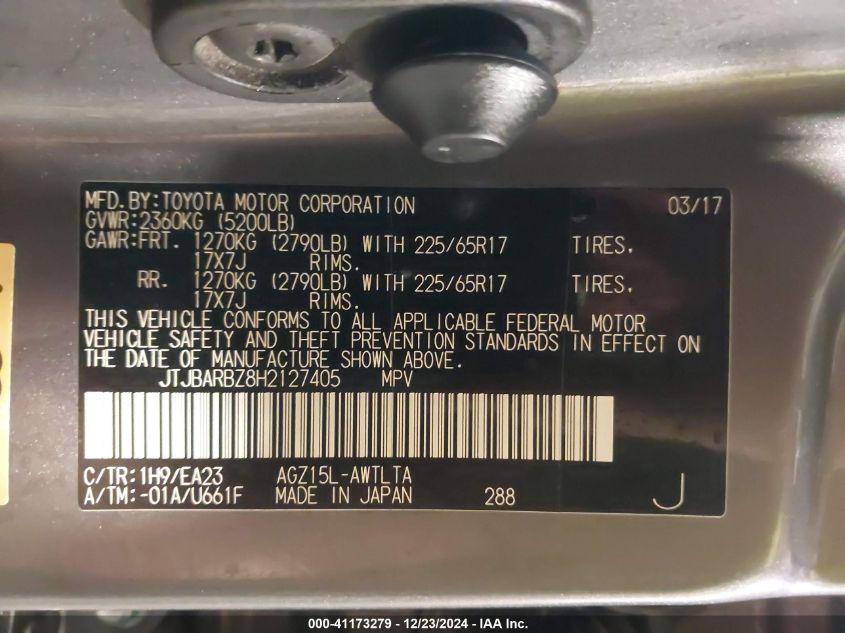 MFD. BY: TOYOTA MOTOR CORPORATION 03/17
GVWR: 2360KG (5200LB)
GAWR: FRT. 1270KG (2790LB) WITH 225/65R17 TIRES.
17X7J RIMS.
RR. 1270KG (2790LB) WITH 225/65R17 TIRES.
17X7J RIMS.
THIS VEHICLE CONFORMS TO ALL APPLICABLE FEDERAL MOTOR
VEHICLE SAFETY AND THEFT PREVENTION STANDARDS IN EFFECT ON
THE DATE OF MANUFACTURE SHOWN ABOVE.
JTJBARBZ8H2127405 MPV
C/TR: 1H9/EA23 AGZ15L-AWTLTA
A/TM: -01A/U661F MADE IN JAPAN 288 J
000-41173279 - 12/23/2024 - IAA Inc.